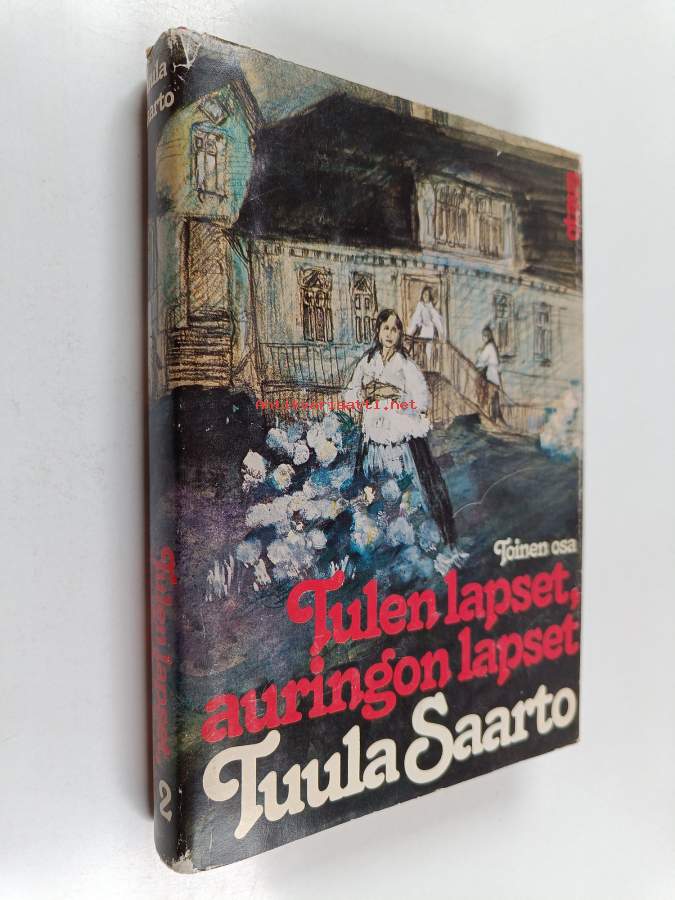 Toinen osa
Tulen lapset,
auringon lapset
Tuula Saarto
Tuula
Saarto
Tulen lapset,
2
antikvariaatti.net